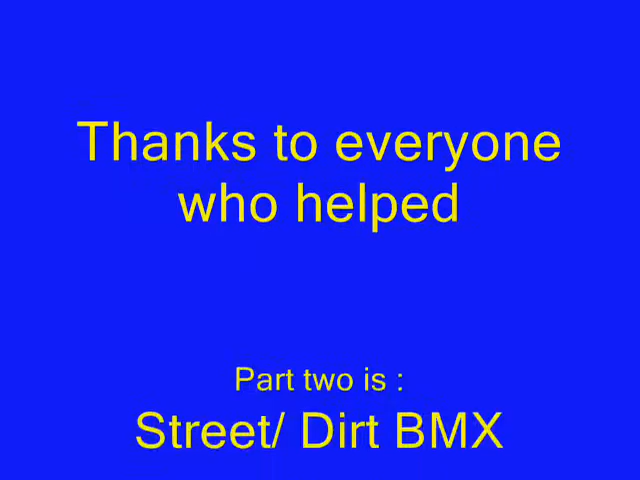 Thanks to everyone
who helped
Part two is :
Street/ Dirt BMX